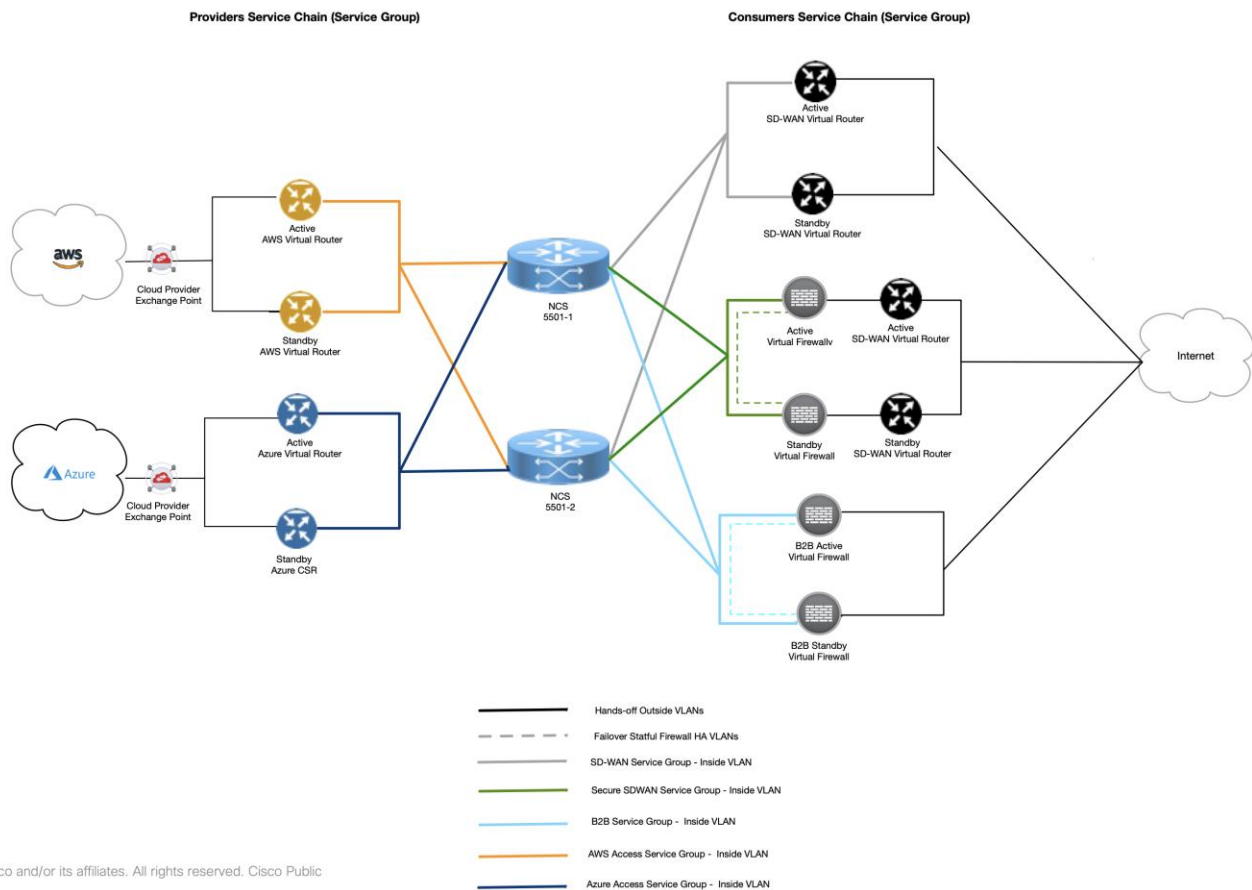 Providers Service Chain (Service Group)
Consumers Service Chain (Service Group)
Active
SD-WAN Virtual Router
Standby
SD-WAN Virtual Router
aws
Cloud Provider
Exchange Point
Active
AWS Virtual Router
Standby
AWS Virtual Router
NCS
5501-1
Active
Virtual Firewallv
Active
SD-WAN Virtual Router
Standby
Virtual Firewall
Standby
SD-WAN Virtual Router
Internet
Azure
Cloud Provider
Exchange Point
Active
Azure Virtual Router
Standby
Azure CSR
NCS
5501-2
B2B Active
Virtual Firewall
B2B Standby
Virtual Firewall
Hands-off Outside VLANs
Failover Statful Firewall HA VLANs
SD-WAN Service Group - Inside VLAN
Secure SDWAN Service Group - Inside VLAN
B2B Service Group - Inside VLAN
AWS Access Service Group - Inside VLAN
Azure Access Service Group - Inside VLAN
co and/or its affiliates. All rights reserved. Cisco Public